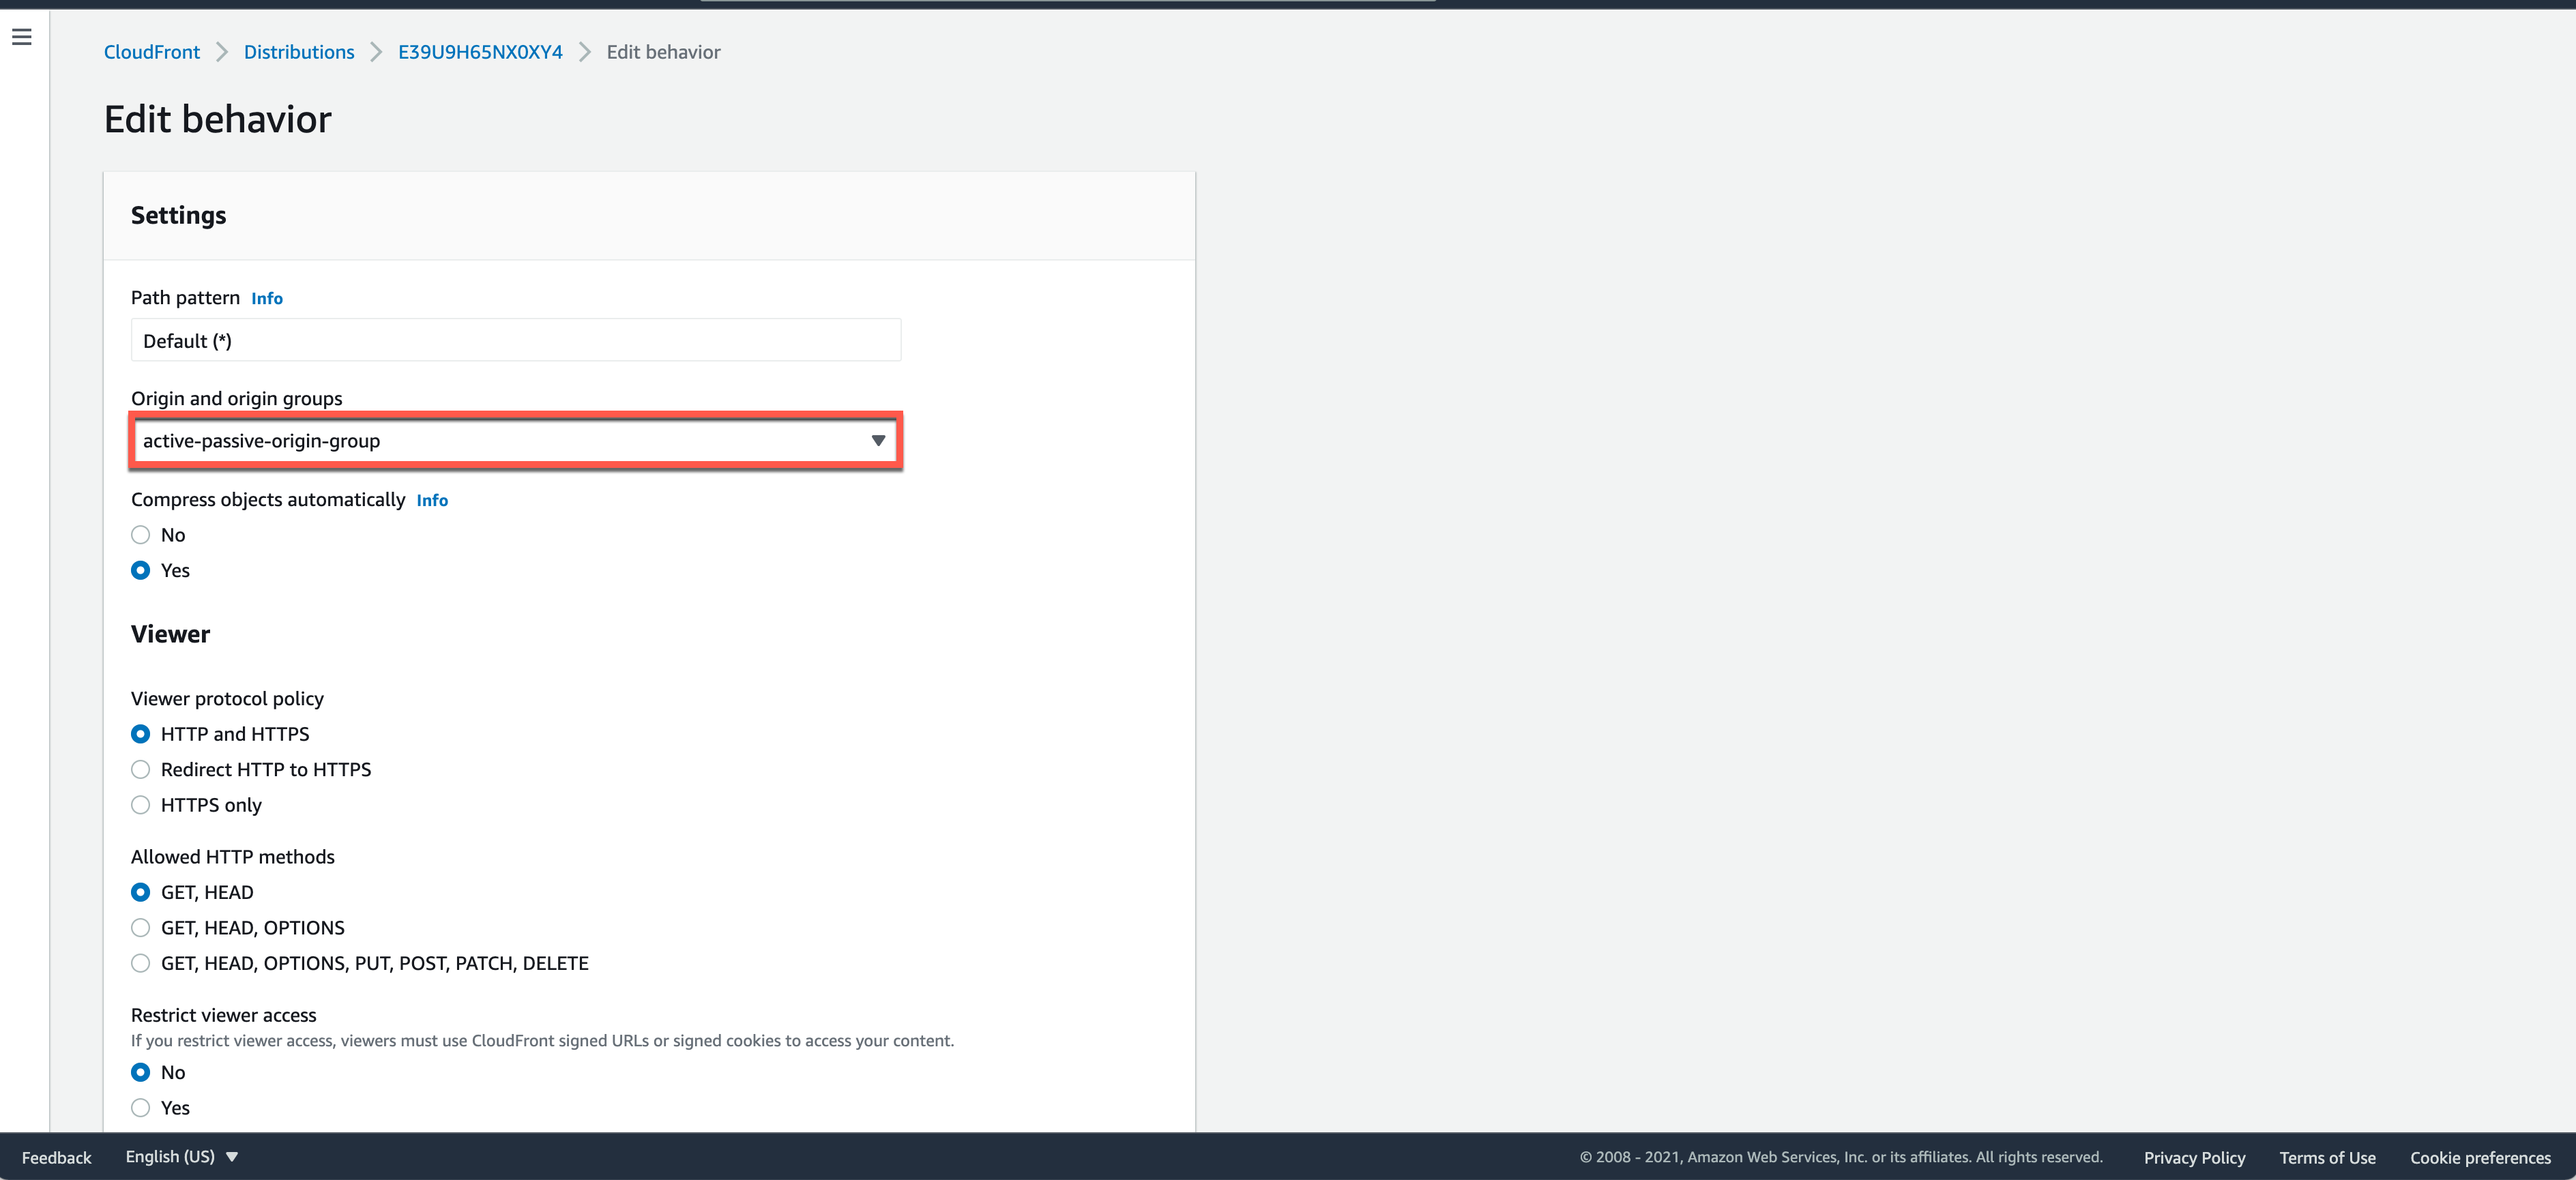 CloudFront Distributions E39U9H65NX0XY4 Edit behavior
Edit behavior
Settings
Path pattern Info
Default (*)
Origin and origin groups
active-passive-origin-group
Compress objects automatically Info
No
Yes
Viewer
Viewer protocol policy
HTTP and HTTPS
Redirect HTTP to HTTPS
HTTPS only
Allowed HTTP methods
GET, HEAD
GET, HEAD, OPTIONS
GET, HEAD, OPTIONS, PUT, POST, PATCH, DELETE
Restrict viewer access
If you restrict viewer access, viewers must use CloudFront signed URLs or signed cookies to access your content.
No
Yes
Feedback English (US) © 2008 - 2021, Amazon Web Services, Inc. or its affiliates. All rights reserved. Privacy Policy Terms of Use Cookie preferences